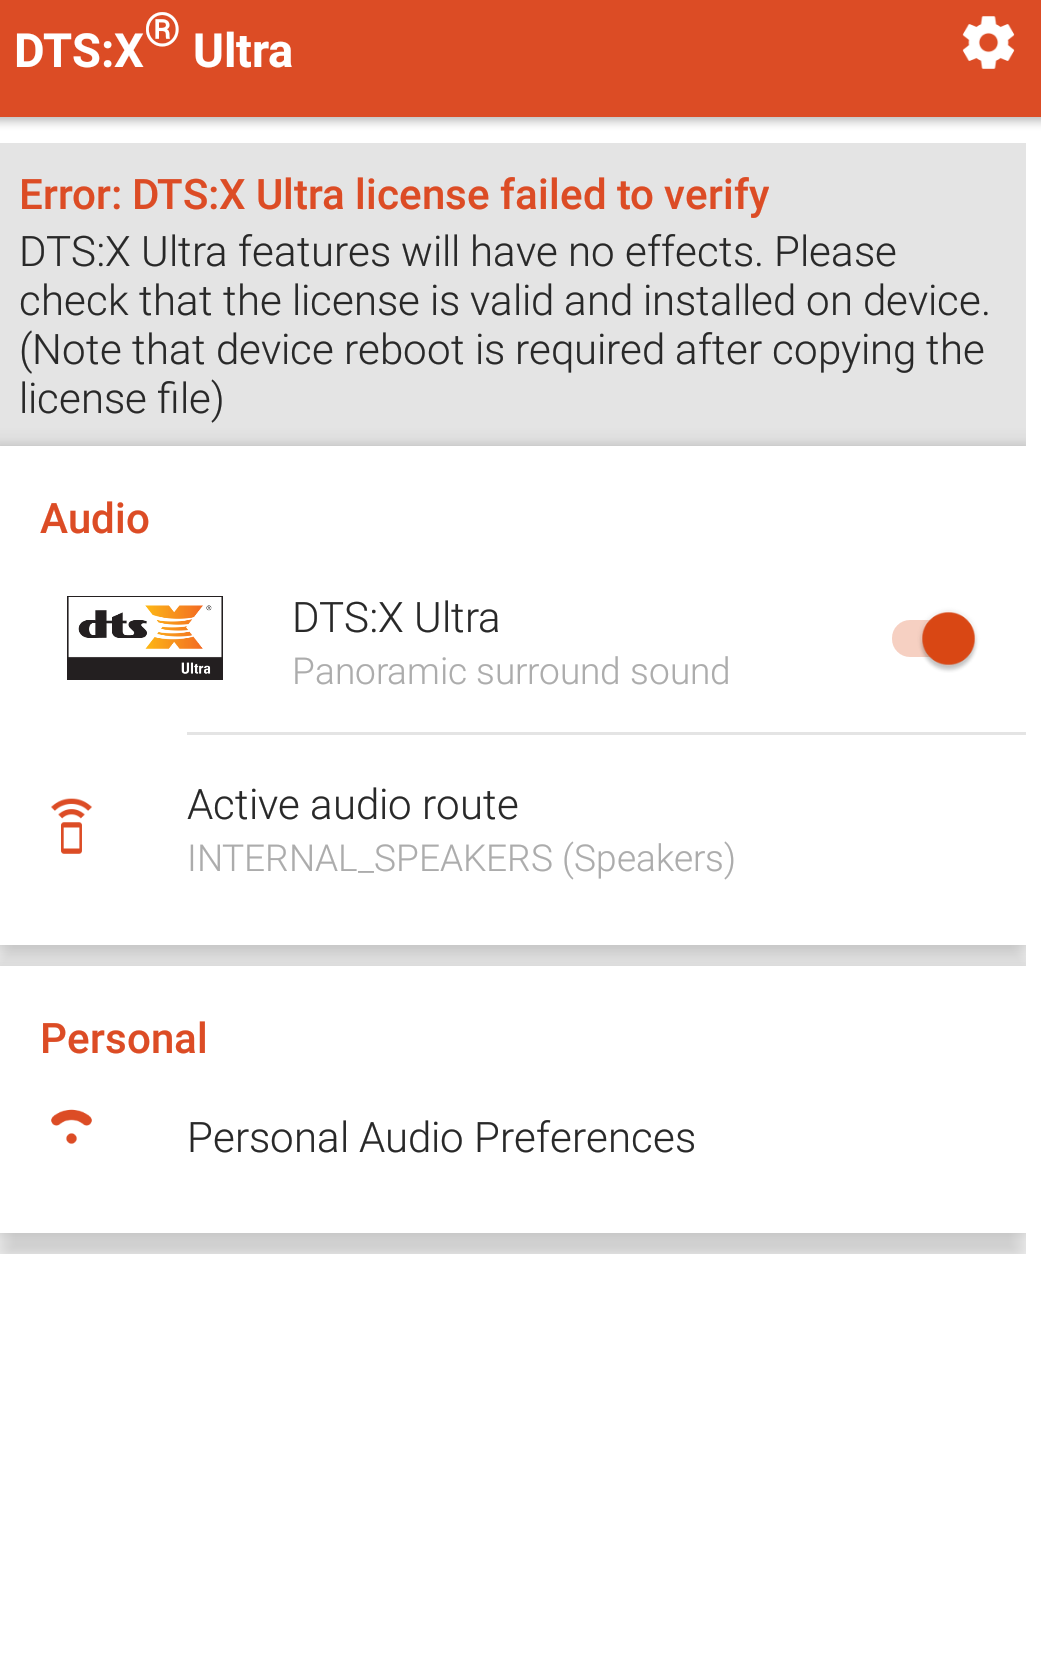 DTS:X® Ultra
Error: DTS:X Ultra license failed to verify
DTS:X Ultra features will have no effects. Please
check that the license is valid and installed on device.
(Note that device reboot is required after copying the
license file)
Audio
dts X®
Ultra
DTS:X Ultra
Panoramic surround sound
Active audio route
INTERNAL_SPEAKERS (Speakers)
Personal
Personal Audio Preferences